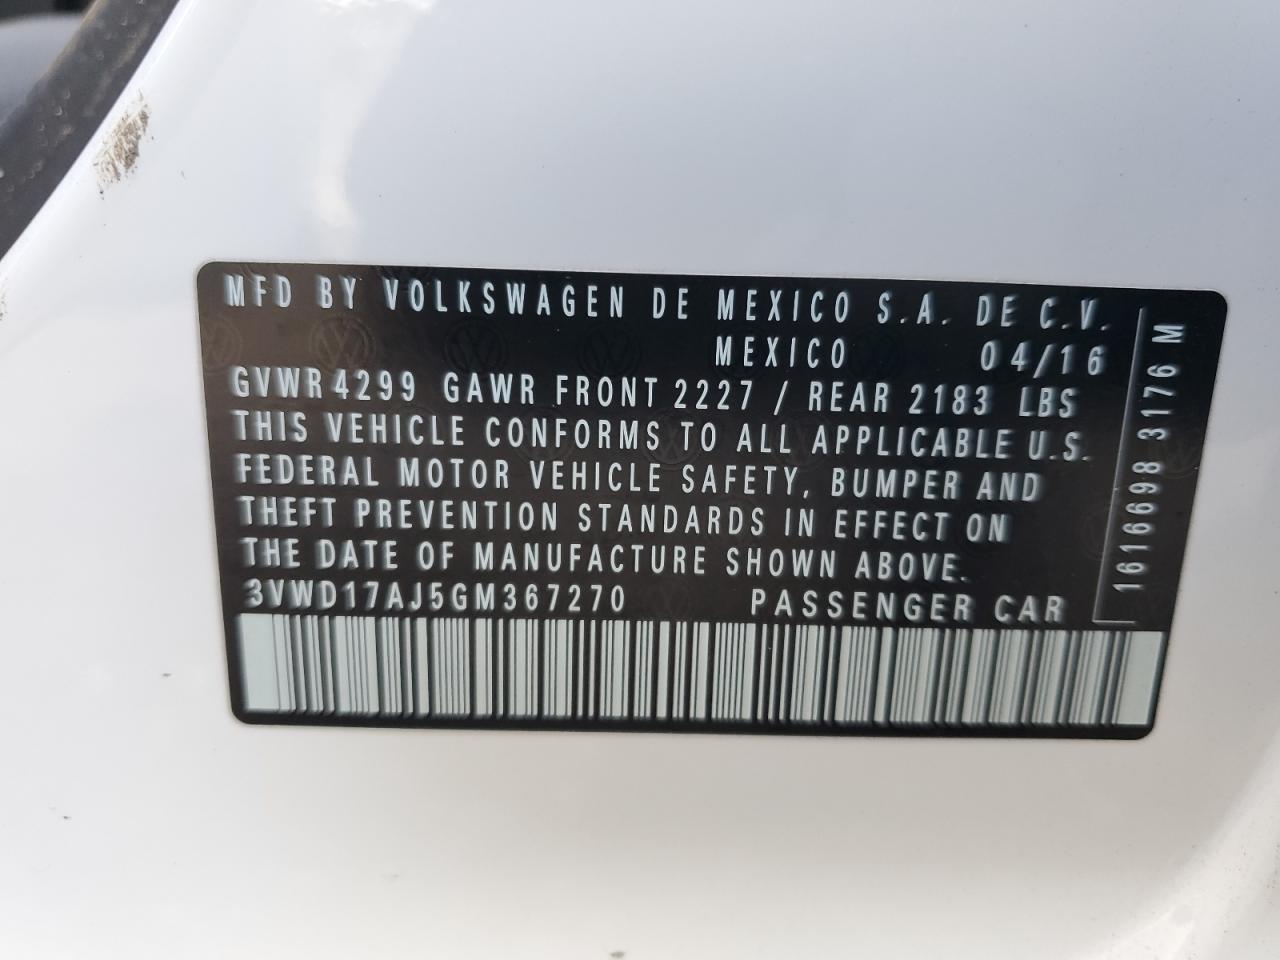 MFD BY VOLKSWAGEN DE MEXICO S.A. DE C.V.
MEXICO 04/16
GVWR 4299 GAWR FRONT 2227 / REAR 2183 LBS
THIS VEHICLE CONFORMS TO ALL APPLICABLE U.S.
FEDERAL MOTOR VEHICLE SAFETY, BUMPER AND
THEFT PREVENTION STANDARDS IN EFFECT ON
THE DATE OF MANUFACTURE SHOWN ABOVE.
3VWD17AJ5GM367270 PASSENGER CAR
1616698 3176 M